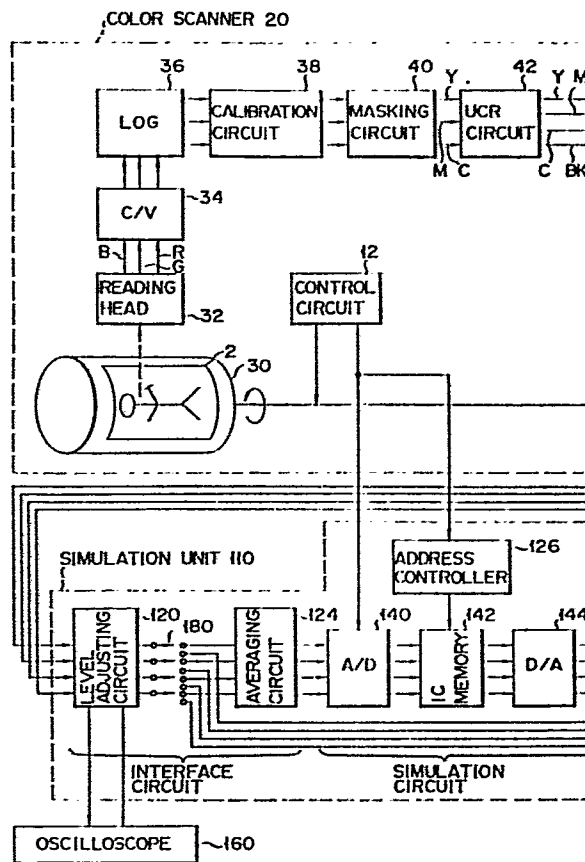 COLOR SCANNER 20
36
38
40
42
LOG
CALIBRATION
CIRCUIT
MASKING
CIRCUIT
Y.
UCR
CIRCUIT
Y
M
M
C
C
BK
C/V
34
B
R
G
READING
HEAD
32
12
CONTROL
CIRCUIT
2
30
SIMULATION UNIT 110
126
ADDRESS
CONTROLLER
120
180
124
140
142
144
LEVEL
ADJUSTING
CIRCUIT
AVERAGING
CIRCUIT
A/D
IC
MEMORY
D/A
INTERFACE
CIRCUIT
SIMULATION
CIRCUIT
OSCILLOSCOPE
160